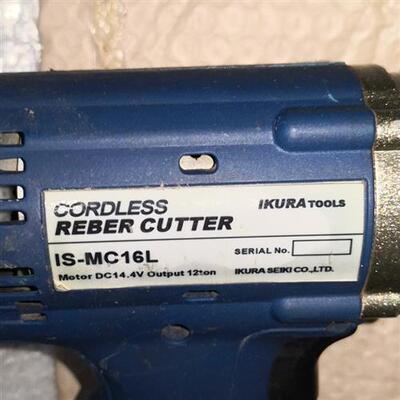 CORDLESS IKURA TOOLS
REBER CUTTER
IS-MC16L SERIAL No.
Motor DC14.4V Output 12ton IKURA SEIKI CO.,LTD.